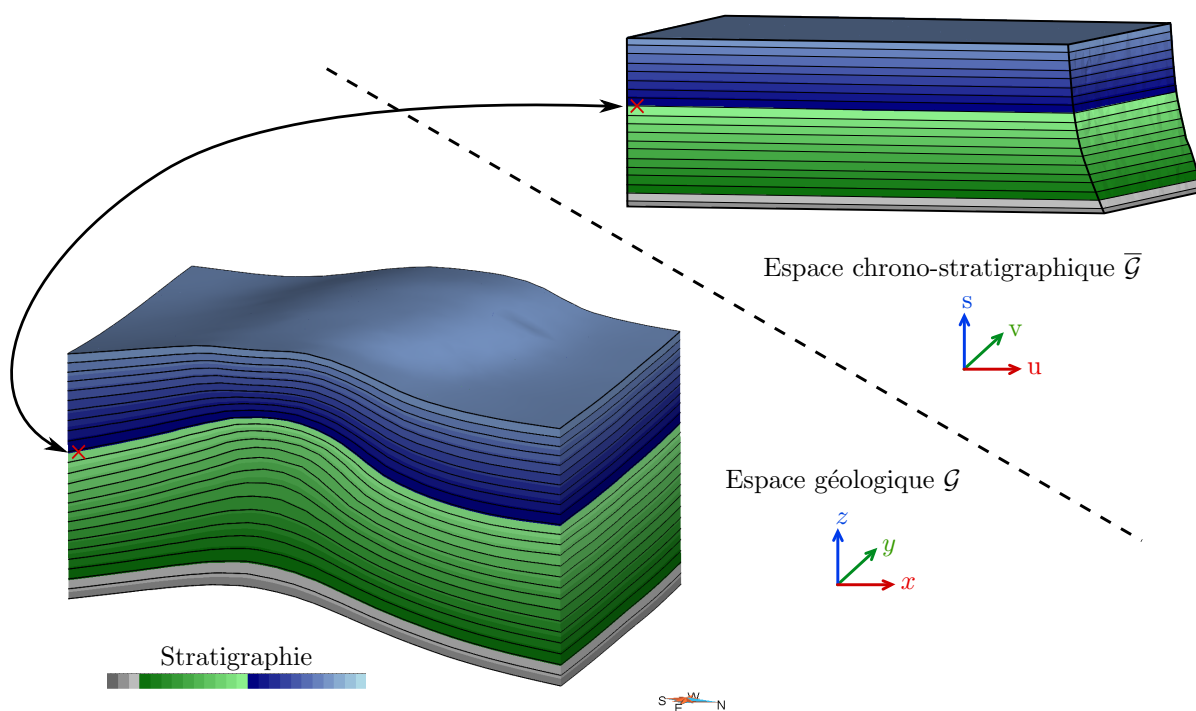 Espace chrono-stratigraphique 𝒢̅
s
v
u
Espace géologique 𝒢
z
y
x
Stratigraphie
S
W
E
N